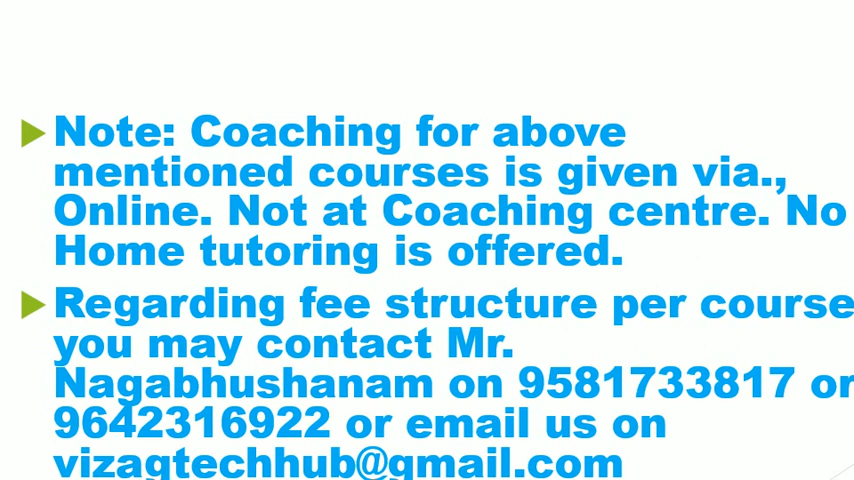 Note: Coaching for above
mentioned courses is given via.,
Online. Not at Coaching centre. No
Home tutoring is offered.
Regarding fee structure per course
you may contact Mr.
Nagabhushanam on 9581733817 or
9642316922 or email us on
vizagtechhub@gmail.com